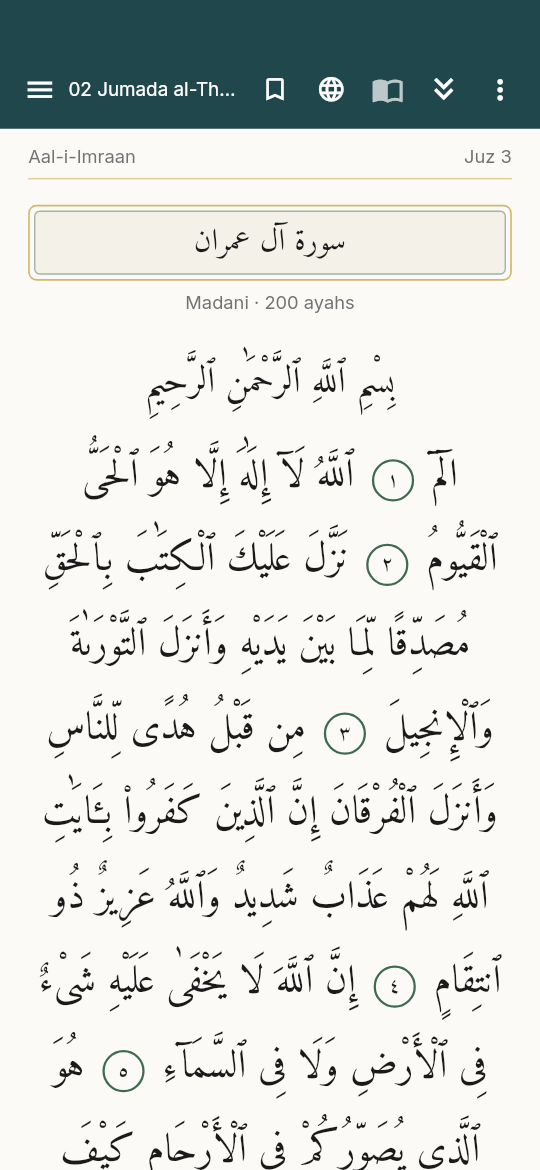 02 Jumada al-Th...
Aal-i-Imraan Juz 3
سورة آل عمران
Madani · 200 ayahs
بِسْمِ ٱللَّهِ ٱلرَّحْمَٰنِ ٱلرَّحِيمِ
الٓمٓ ١ ٱللَّهُ لَآ إِلَٰهَ إِلَّا هُوَ ٱلْحَىُّ
ٱلْقَيُّومُ ٢ نَزَّلَ عَلَيْكَ ٱلْكِتَٰبَ بِٱلْحَقِّ
مُصَدِّقًا لِّمَا بَيْنَ يَدَيْهِ وَأَنزَلَ ٱلتَّوْرَىٰةَ
وَٱلْإِنجِيلَ ٣ مِن قَبْلُ هُدًى لِّلنَّاسِ
وَأَنزَلَ ٱلْفُرْقَانَ إِنَّ ٱلَّذِينَ كَفَرُوا۟ بِـَٔايَٰتِ
ٱللَّهِ لَهُمْ عَذَابٌ شَدِيدٌ وَٱللَّهُ عَزِيزٌ ذُو
ٱنتِقَامٍ ٤ إِنَّ ٱللَّهَ لَا يَخْفَىٰ عَلَيْهِ شَىْءٌ
فِى ٱلْأَرْضِ وَلَا فِى ٱلسَّمَآءِ ٥ هُوَ
ٱلَّذِى يُصَوِّرُكُمْ فِى ٱلْأَرْحَامِ كَيْفَ